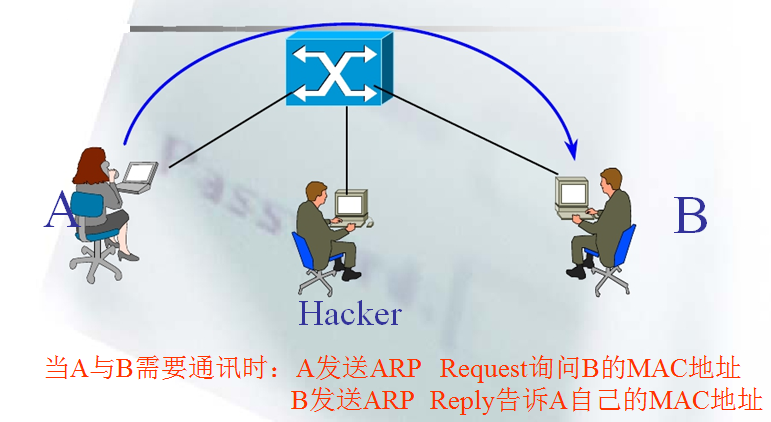 A
B
Hacker
当A与B需要通讯时：A发送ARP Request询问B的MAC地址
B发送ARP Reply告诉A自己的MAC地址